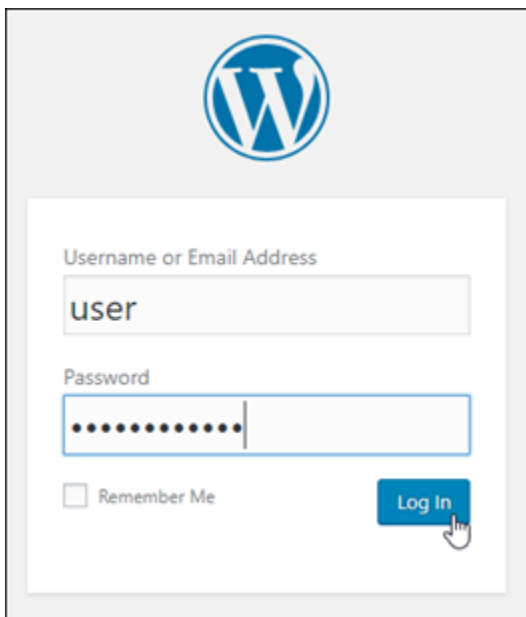 Username or Email Address
user
Password
••••••••••••
Remember Me
Log In